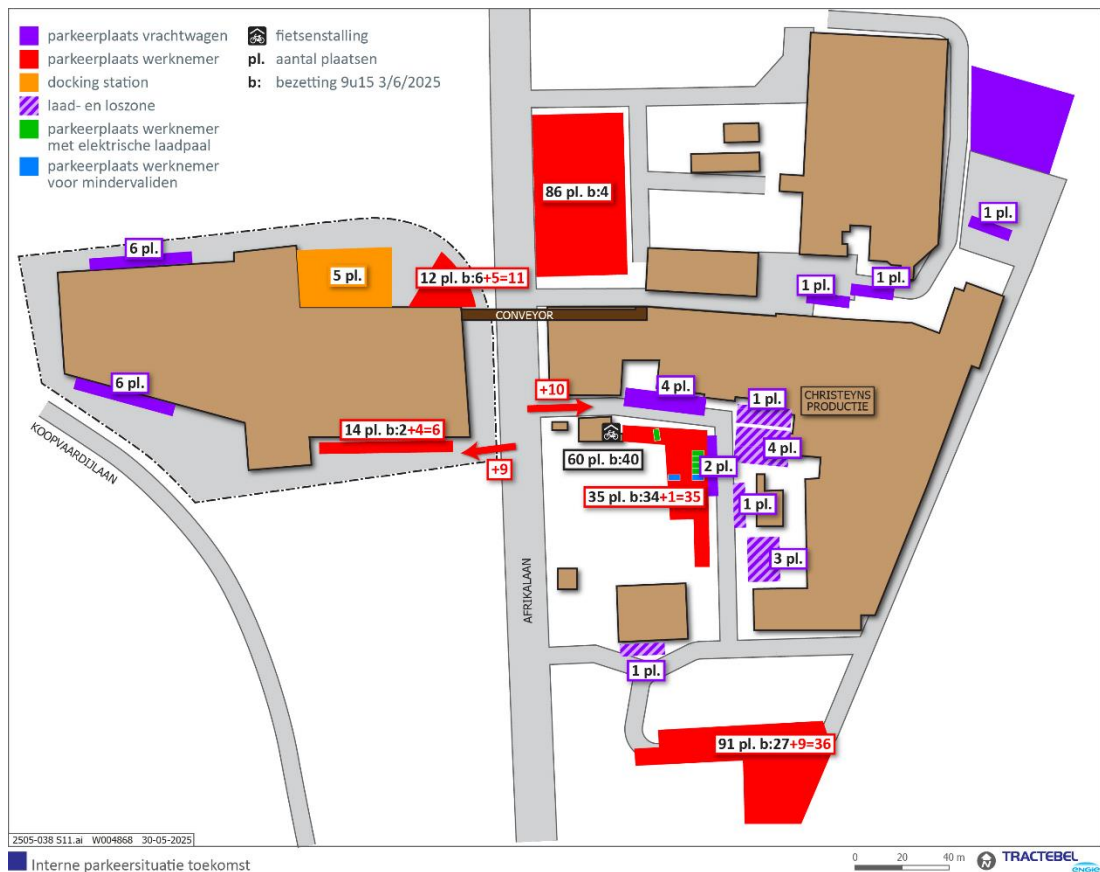 parkeerplaats vrachtwagen
parkeerplaats werknemer
docking station
laad- en loszone
parkeerplaats werknemer
met elektrische laadpaal
parkeerplaats werknemer
voor mindervaliden
fietsenstalling
pl. aantal plaatsen
b: bezetting 9u15 3/6/2025
86 pl. b:4
1 pl.
6 pl.
5 pl.
12 pl. b:6+5=11
1 pl.
1 pl.
CONVEYOR
6 pl.
+10
4 pl.
1 pl.
CHRISTEYNS
PRODUCTIE
14 pl. b:2+4=6
+9
60 pl. b:40
4 pl.
2 pl.
35 pl. b:34+1=35
1 pl.
3 pl.
KOOPVAARDIJLAAN
AFRIKALAAN
1 pl.
91 pl. b:27+9=36
2505-038 S11.ai W004868 30-05-2025
Interne parkeersituatie toekomst
0 20 40 m
N
TRACTEBEL
ENGIE